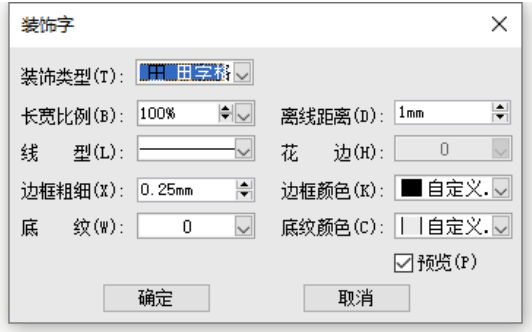 装饰字
装饰类型(T): 田 田字格
长宽比例(B): 100% 离线距离(D): 1mm
线 型(L): 花 边(H): 0
边框粗细(X): 0.25mm 边框颜色(K): 自定义.
底 纹(W): 0 底纹颜色(C): 自定义.
预览(P)
确定 取消